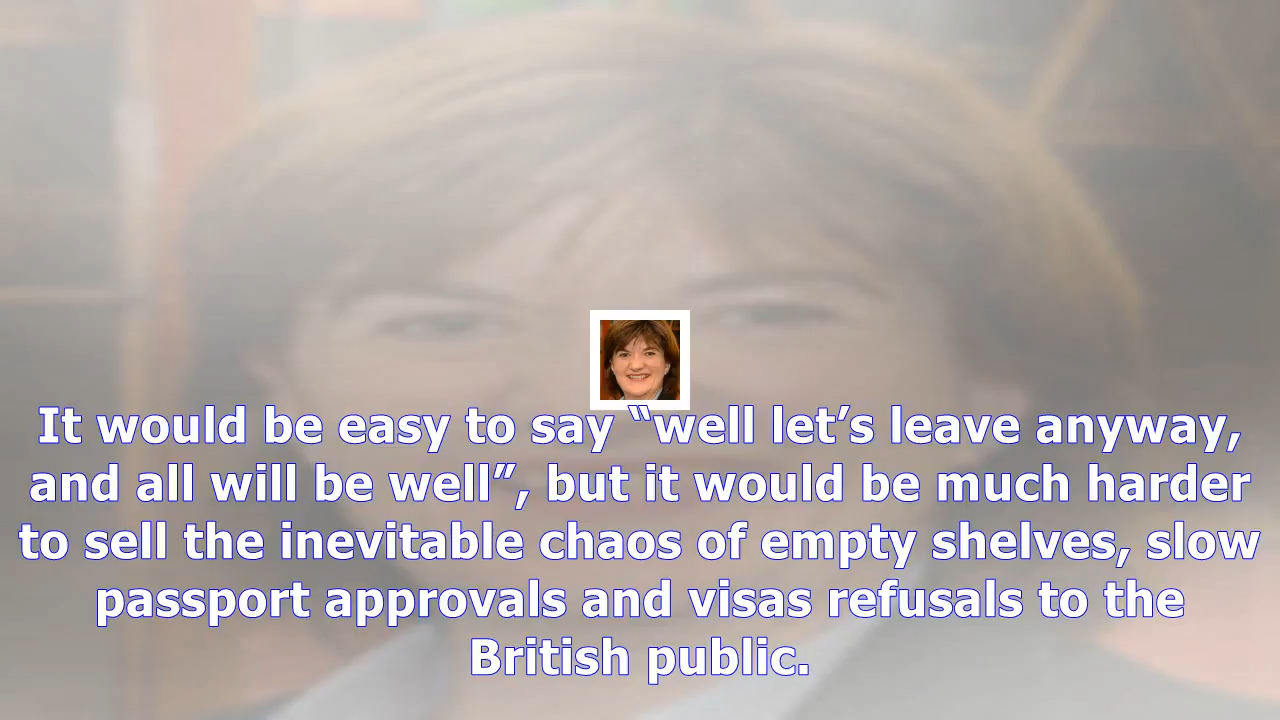 It would be easy to say “well let’s leave anyway,
and all will be well”, but it would be much harder
to sell the inevitable chaos of empty shelves, slow
passport approvals and visas refusals to the
British public.